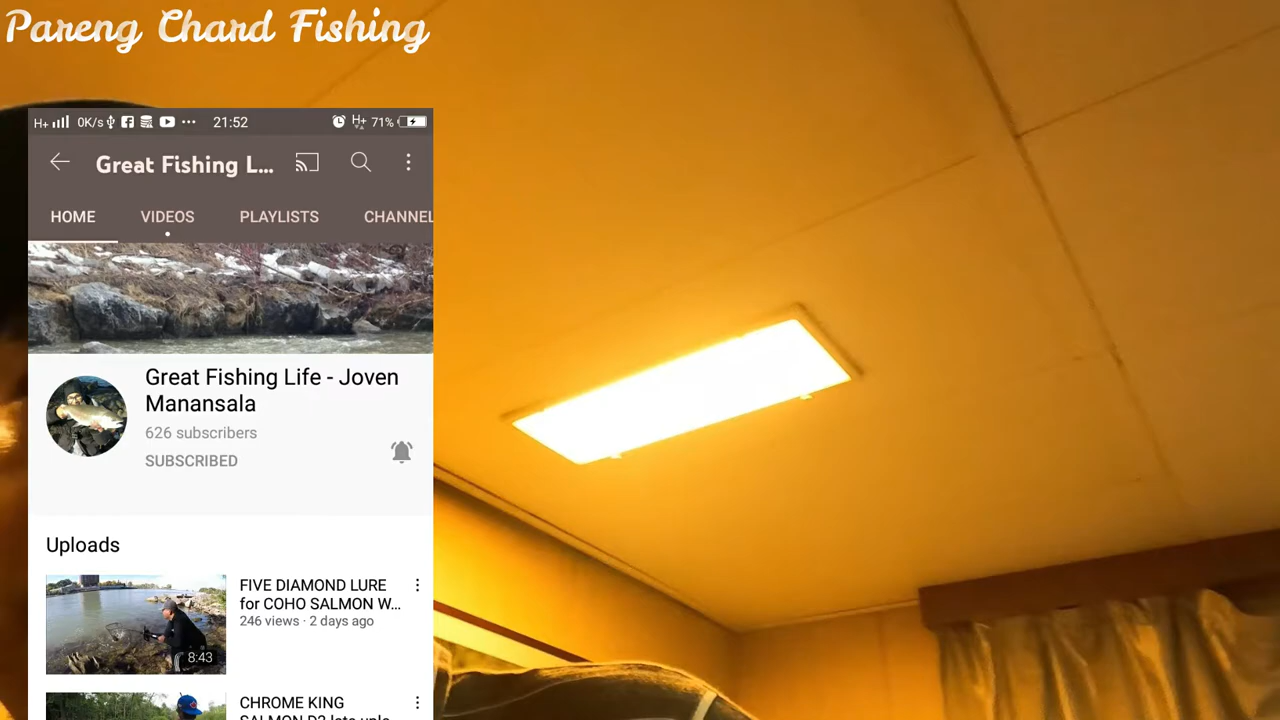 Pareng Chard Fishing
H+ 0K/s ... 21:52 H+ 71%
Great Fishing L...
HOME VIDEOS PLAYLISTS CHANNEL
Great Fishing Life - Joven
Manansala
626 subscribers
SUBSCRIBED
Uploads
FIVE DIAMOND LURE
for COHO SALMON W...
246 views · 2 days ago
8:43
CHROME KING